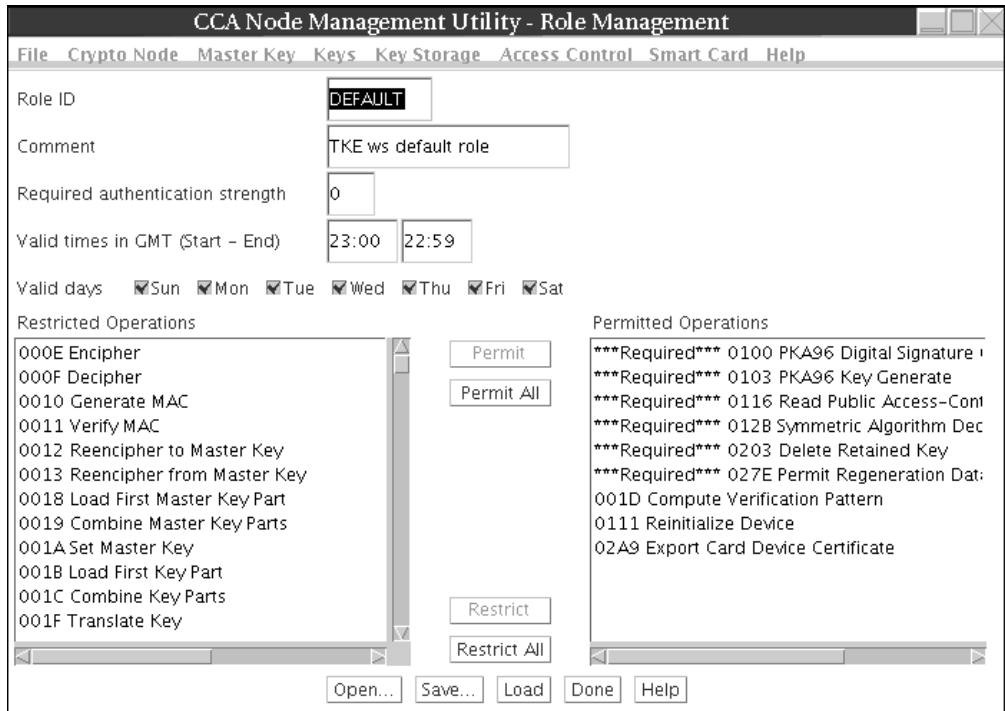 CCA Node Management Utility - Role Management
File Crypto Node Master Key Keys Key Storage Access Control Smart Card Help
Role ID DEFAULT
Comment TKE ws default role
Required authentication strength 0
Valid times in GMT (Start - End) 23:00 22:59
Valid days Sun Mon Tue Wed Thu Fri Sat
Restricted Operations
000E Encipher
000F Decipher
0010 Generate MAC
0011 Verify MAC
0012 Reencipher to Master Key
0013 Reencipher from Master Key
0018 Load First Master Key Part
0019 Combine Master Key Parts
001A Set Master Key
001B Load First Key Part
001C Combine Key Parts
001F Translate Key
Permit
Permit All
Restrict
Restrict All
Permitted Operations
***Required*** 0100 PKA96 Digital Signature
***Required*** 0103 PKA96 Key Generate
***Required*** 0116 Read Public Access-Cont
***Required*** 012B Symmetric Algorithm Dec
***Required*** 0203 Delete Retained Key
***Required*** 027E Permit Regeneration Dat
001D Compute Verification Pattern
0111 Reinitialize Device
02A9 Export Card Device Certificate
Open... Save... Load Done Help